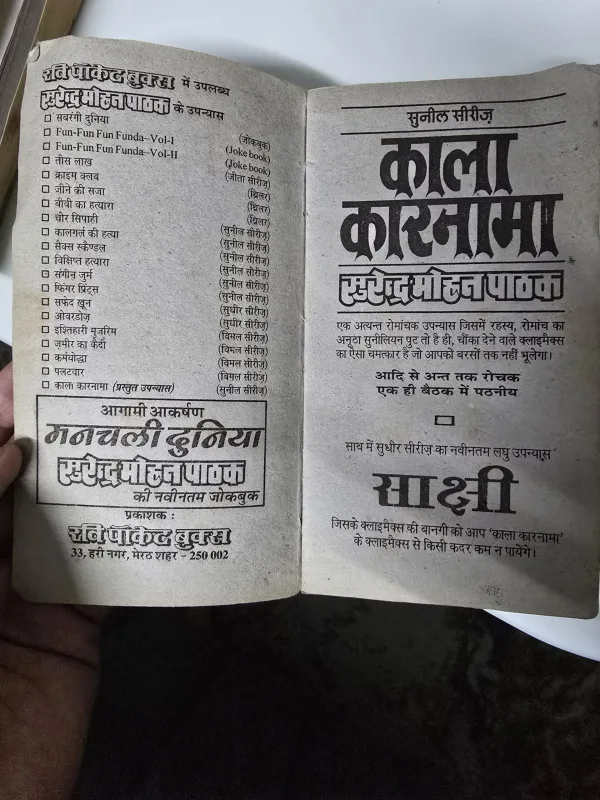 रवि पॉकेट बुक्स में उपलब्ध
सुरेन्द्र मोहन पाठक के उपन्यास
□ सबरंगी दुनिया (जोकबुक)
□ Fun-Fun Fun Funda–Vol-I (Joke book)
□ Fun-Fun Fun Funda–Vol-II (Joke book)
□ तीस लाख (जीता सीरीज़)
□ क्राइम क्लब (थ्रिलर)
□ जीने की सजा (थ्रिलर)
□ बीवी का हत्यारा (थ्रिलर)
□ चोर सिपाही (सुनील सीरीज़)
□ कालगर्ल की हत्या (सुनील सीरीज़)
□ सैक्स स्कैण्डल (सुनील सीरीज़)
□ विक्षिप्त हत्यारा (सुनील सीरीज़)
□ संगीन जुर्म (सुनील सीरीज़)
□ फिंगर प्रिंट्स (सुनील सीरीज़)
□ सफेद खून (सुधीर सीरीज़)
□ ओवरडोज़ (सुधीर सीरीज़)
□ इश्तिहारी मुजरिम (विमल सीरीज़)
□ ज़मीर का कैदी (विमल सीरीज़)
□ कर्मयोद्धा (विमल सीरीज़)
□ पलटवार (विमल सीरीज़)
□ काला कारनामा (प्रस्तुत उपन्यास) (सुनील सीरीज़)
आगामी आकर्षण
मनचली दुनिया
सुरेन्द्र मोहन पाठक
की नवीनतम जोकबुक
प्रकाशक :
रवि पॉकेट बुक्स
33, हरी नगर, मेरठ शहर - 250 002
सुनील सीरीज़
काला
कारनामा
सुरेन्द्र मोहन पाठक
एक अत्यन्त रोमांचक उपन्यास जिसमें रहस्य, रोमांच का
अनूठा सुनीलियन पुट तो है ही, चौंका देने वाले क्लाइमैक्स
का ऐसा चमत्कार है जो आपको बरसों तक नहीं भूलेगा।
आदि से अन्त तक रोचक
एक ही बैठक में पठनीय
साथ में सुधीर सीरीज़ का नवीनतम लघु उपन्यास
साक्षी
जिसके क्लाइमैक्स की बानगी को आप 'काला कारनामा'
के क्लाइमैक्स से किसी कदर कम न पायेंगे।